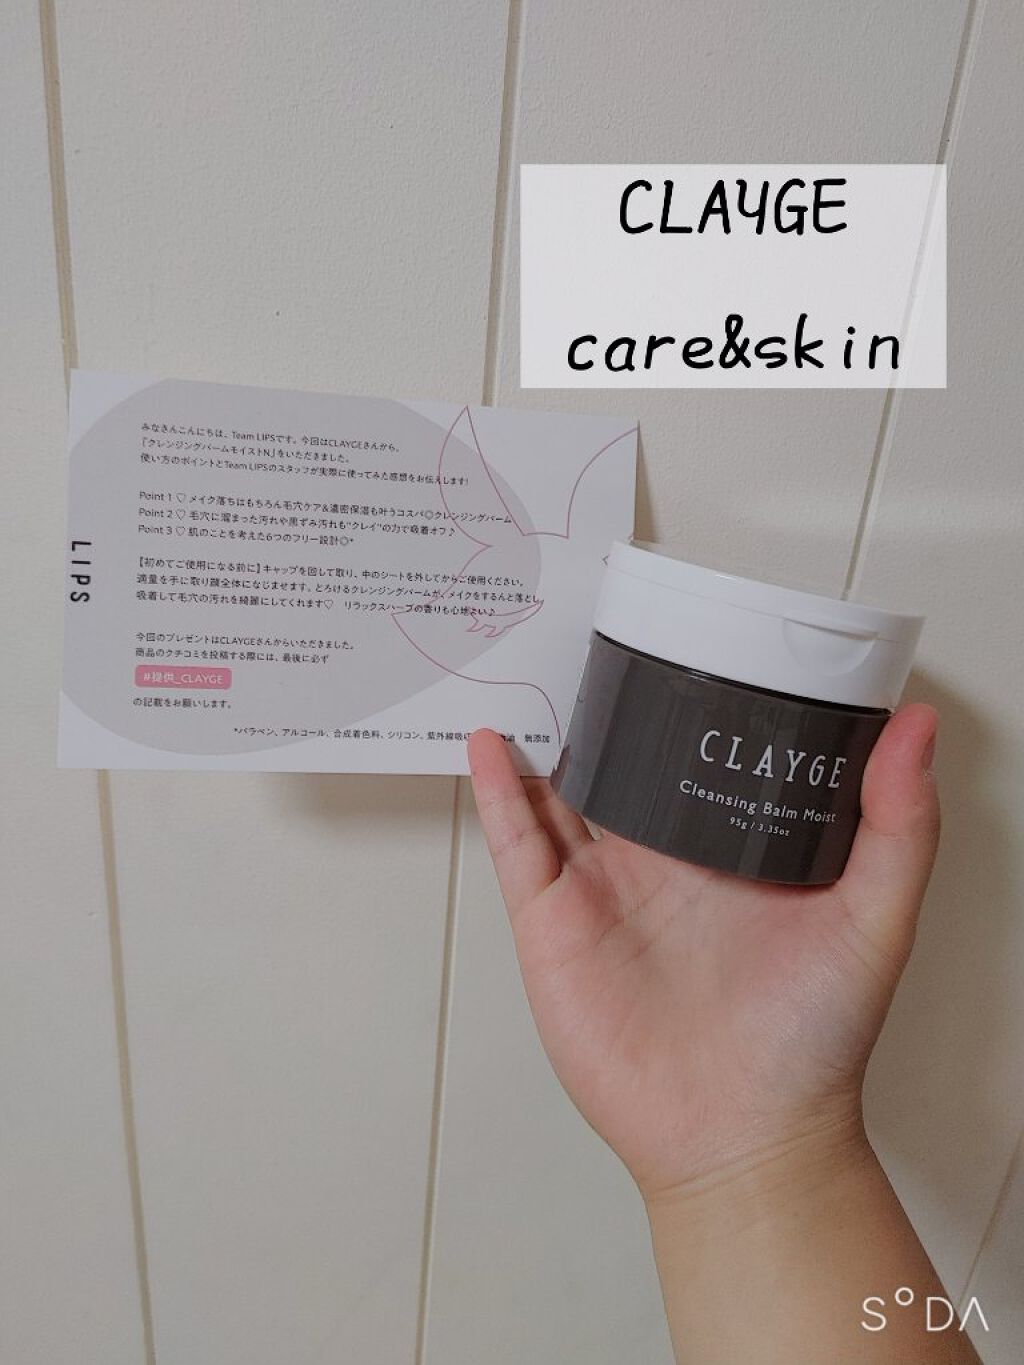 CLAYGE
care&skin
みなさんこんにちは、Team LIPSです。今回はCLAYGEさんから、
「クレンジングバームモイストN」をいただきました。
使い方のポイントとTeam LIPSのスタッフが実際に使ってみた感想をお伝えします!
Point 1 ♡ メイク落ちはもちろん毛穴ケア&濃密保湿も叶うコスパ◎クレンジングバーム
Point 2 ♡ 毛穴に溜まった汚れや黒ずみ汚れも"クレイ"の力で吸着オフ♪
Point 3 ♡ 肌のことを考えた6つのフリー設計◎*
【初めてご使用になる前に】キャップを回して取り、中のシートを外してからご使用ください。
適量を手に取り顔全体になじませます。とろけるクレンジングバームが、メイクをするんと落とし
吸着して毛穴の汚れを綺麗にしてくれます♡ リラックスハーブの香りも心地よい♪
LIPS
今回のプレゼントはCLAYGEさんからいただきました。
商品のクチコミを投稿する際には、最後に必ず
#提供_CLAYGE
の記載をお願いします。
*パラベン、アルコール、合成着色料、シリコン、紫外線吸収 油 無添加
CLAYGE
Cleansing Balm Moist
95g / 3.35oz
SODA